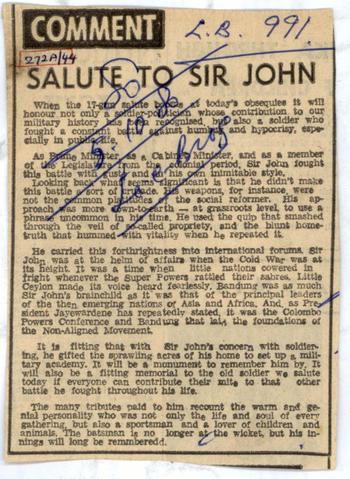 COMMENT
L.B. 991
272A/44
SALUTE TO SIR JOHN
When the 17-gun salute at today's obsequies it will
honour not only a soldier-politician whose contribution to our
military history has been recognised, but also a soldier who
fought a constant battle against humbug and hypocrisy, espe-
cially in public life.
As Prime Minister, as a Cabinet Minister, and as a member
of the Legislature from the colonial period, Sir John fought
this battle with his own inimitable style.
Looking back what seems significant is that he didn't make
this battle a parade, his weapons, for instance, were
not the common platitudes of the social reformer. His ap-
proach was more down-to-earth — at grassroots level, to use a
phrase uncommon in his time. He used the quip that smashed
through the veil of so-called propriety, and the blunt home-
truth that hummed with vitality when he repeated it.
He carried this forthrightness into international forums. Sir
John was at the helm of affairs when the Cold War was at
its height. It was a time when little nations cowered in
fright whenever the Super Powers rattled their sabres. Little
Ceylon made its voice heard fearlessly. Bandung was as much
Sir John's brainchild as it was that of the principal leaders
of the then emerging nations of Asia and Africa. And, as Pre-
sident Jayewardene has repeatedly stated, it was the Colombo
Powers Conference and Bandung that laid the foundations of
the Non-Aligned Movement.
It is fitting that with Sir John's concern with soldier-
ing, he gifted the sprawling acres of his home to set up a mili-
tary academy. It will be a monument to remember him by. It
will also be a fitting memorial to the old soldier we salute
today if everyone can contribute their mite to that other
battle he fought throughout his life.
The many tributes paid to him recount the warm and ge-
nial personality who was not only the life and soul of every
gathering, but also a sportsman and a lover of children and
animals. The batsman is no longer at the wicket, but his in-
nings will long be remmberedd.